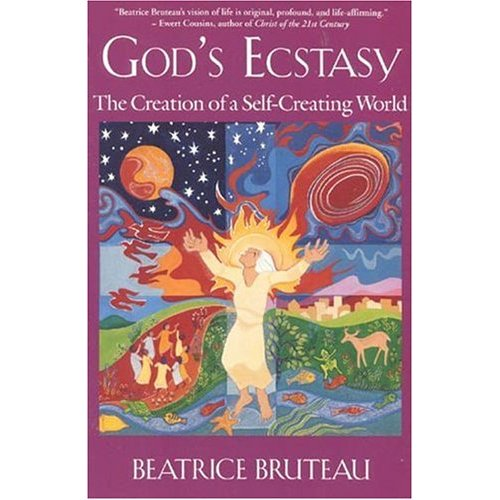 "Beatrice Bruteau's vision of life is original, profound, and life-affirming."
– Ewert Cousins, author of Christ of the 21st Century
GOD'S ECSTASY
The Creation of a Self-Creating World
BEATRICE BRUTEAU